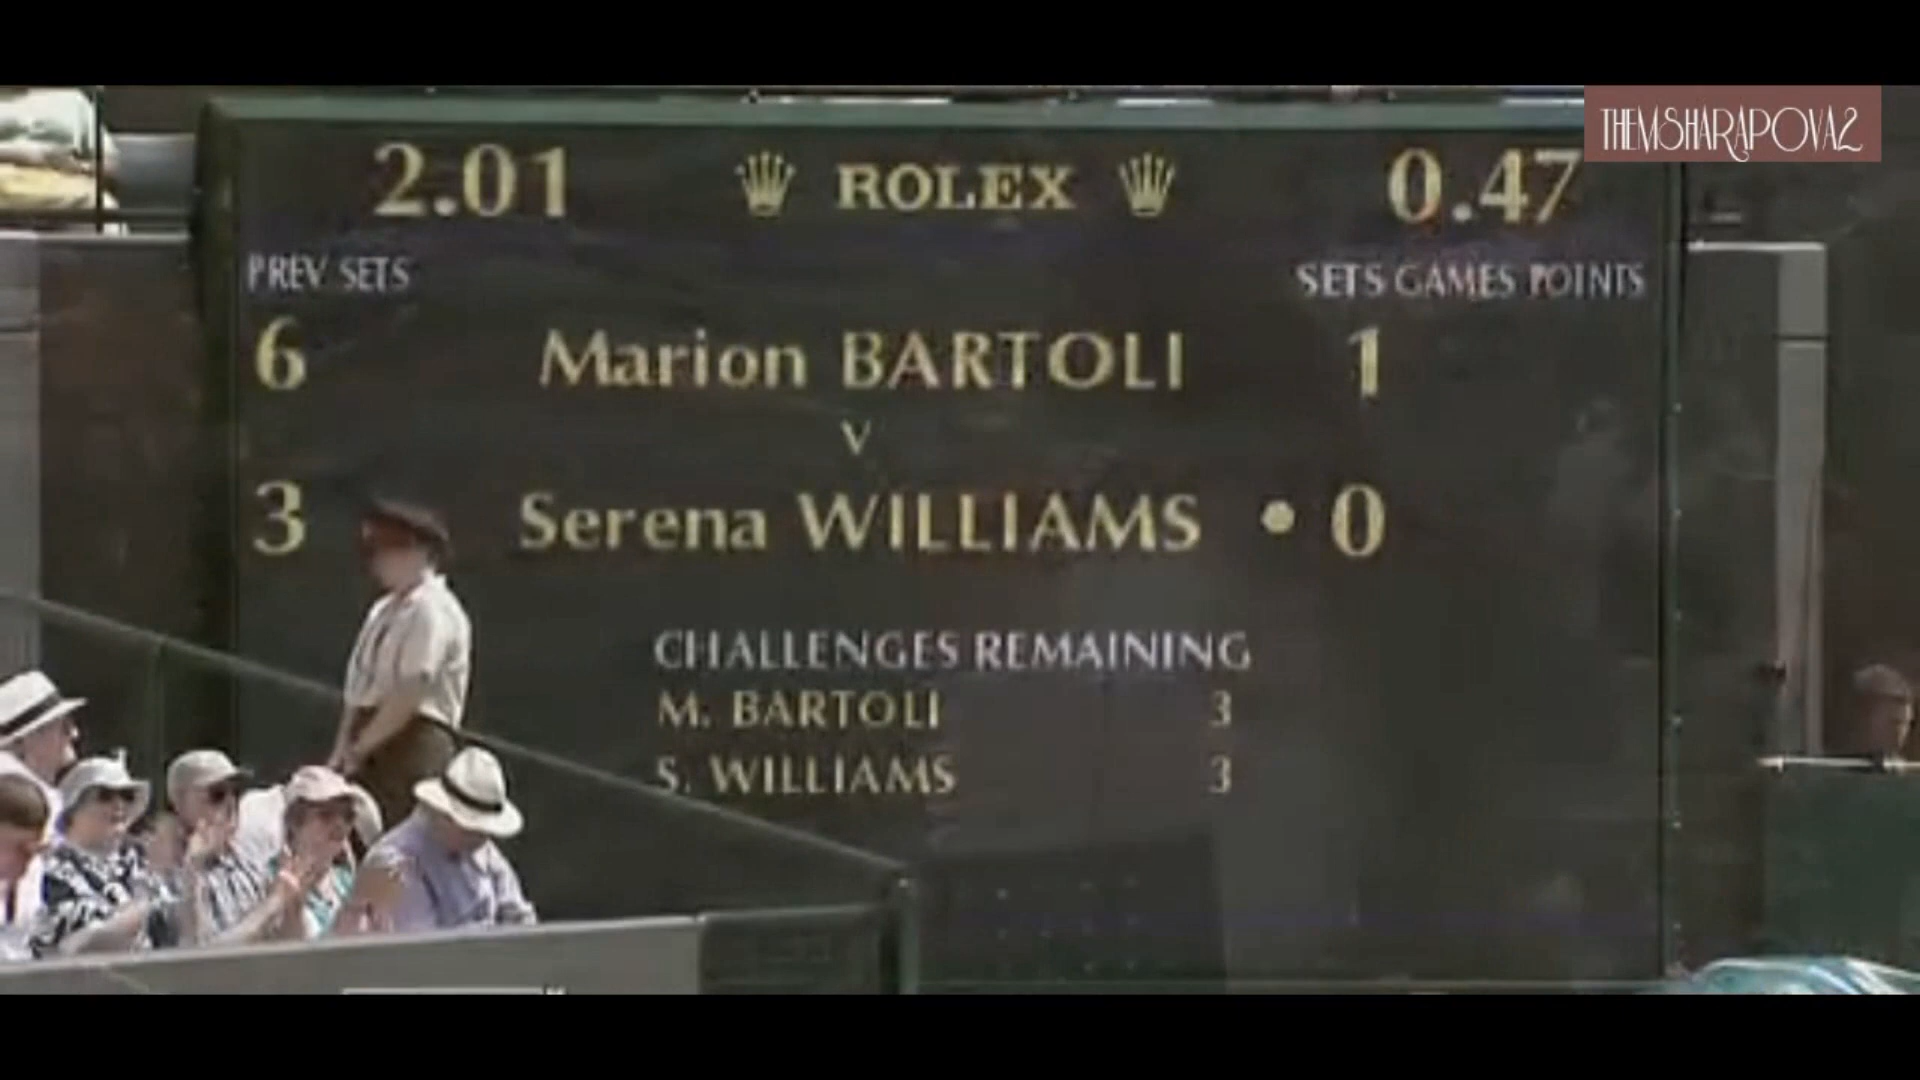 THEMSHARAPOVA2
2.01 ROLEX 0.47
PREV SETS SETS GAMES POINTS
6 Marion BARTOLI 1
V
3 Serena WILLIAMS • 0
CHALLENGES REMAINING
M. BARTOLI 3
S. WILLIAMS 3